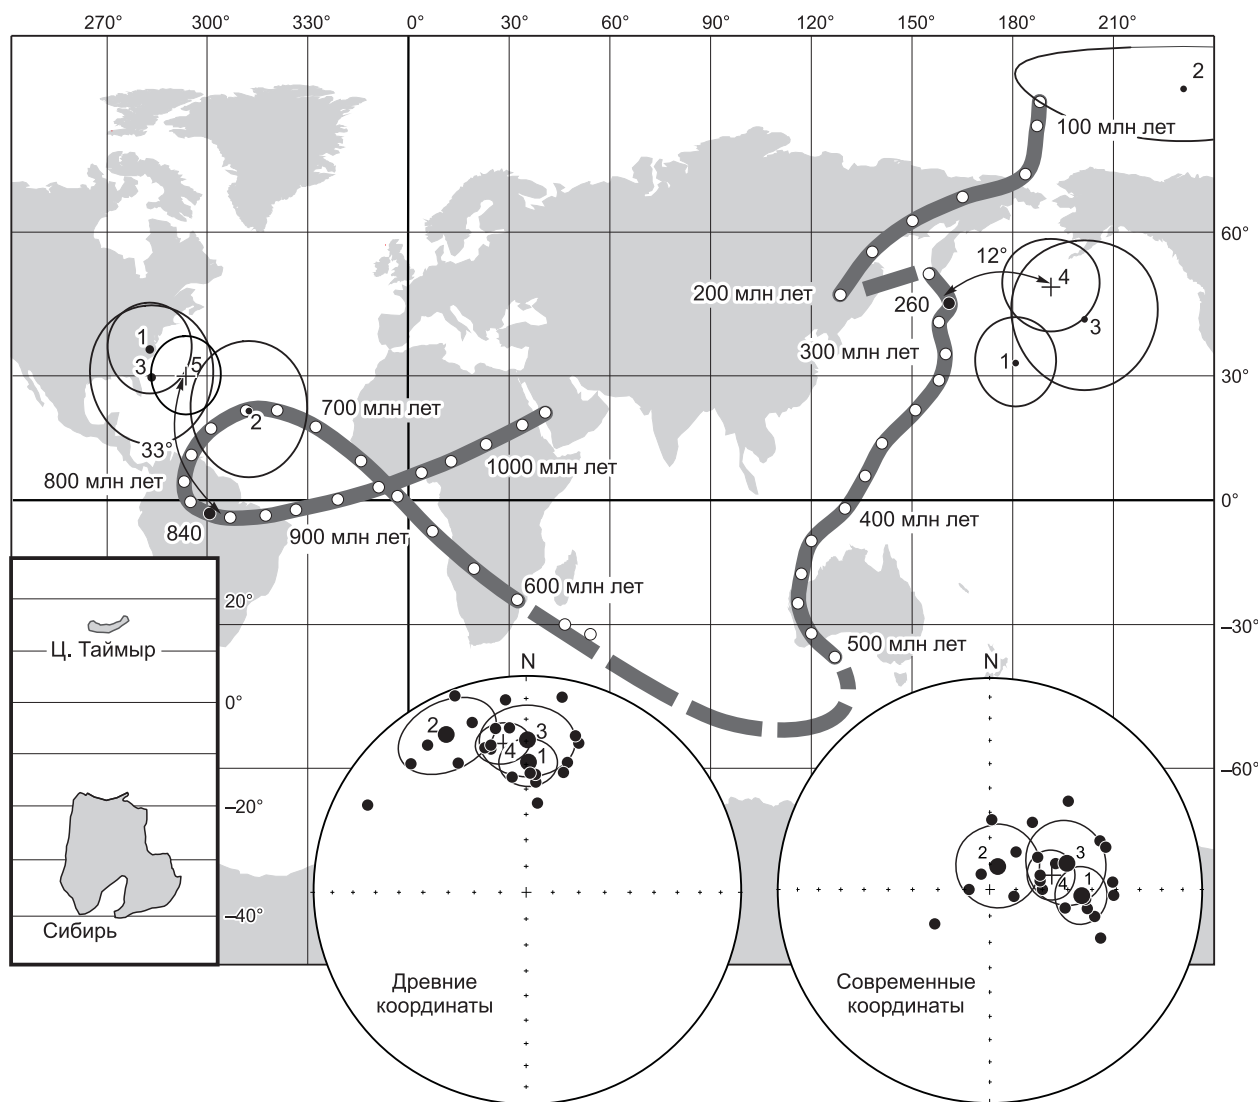 270° 300° 330° 0° 30° 60° 90° 120° 150° 180° 210°
2
100 млн лет
60°
12°
4
200 млн лет
260
3
1
300 млн лет
1
3
5
30°
2
700 млн лет
33°
1000 млн лет
800 млн лет
0°
840
900 млн лет
400 млн лет
600 млн лет
20°
–30°
500 млн лет
Ц. Таймыр
N
N
0°
2
3
4
1
–60°
–20°
2
3
4
1
–40°
Сибирь
Древние
координаты
Современные
координаты